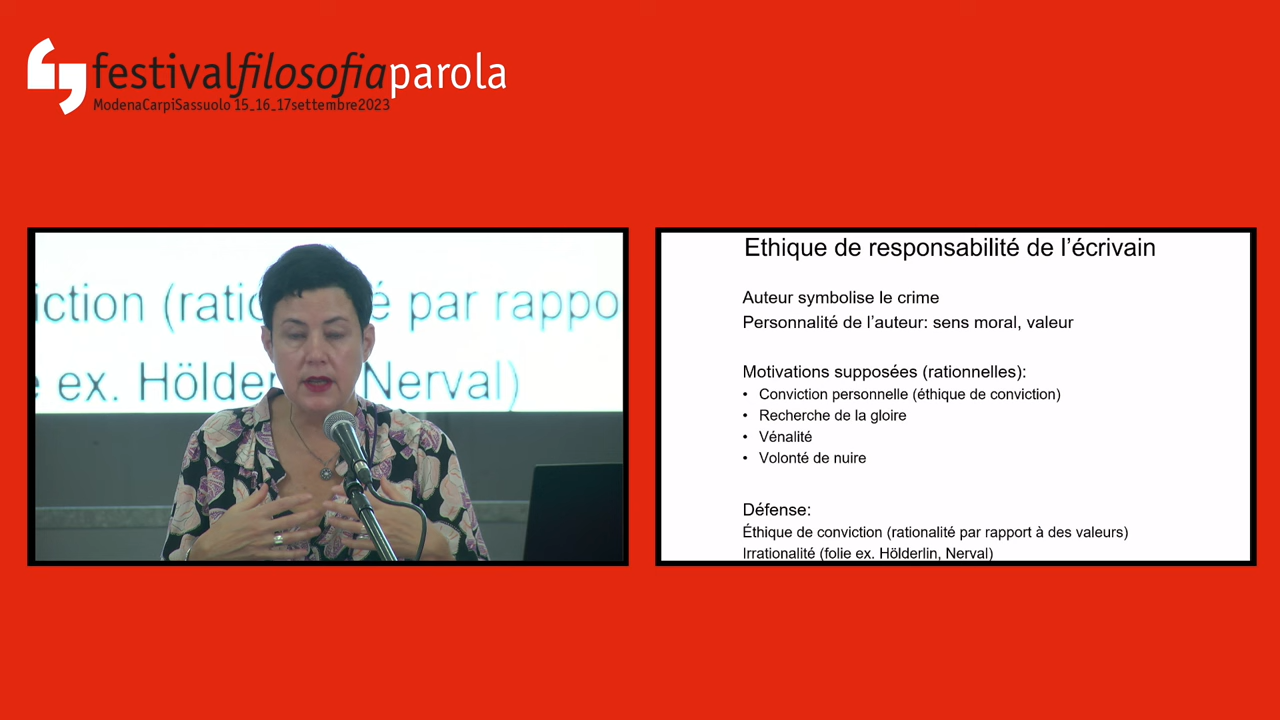 festivalfilosofiaparola
ModenaCarpiSassuolo 15_16_17settembre2023
iction (rati é par rappo
ex. Hölder Nerval)
Ethique de responsabilité de l’écrivain
Auteur symbolise le crime
Personnalité de l’auteur: sens moral, valeur
Motivations supposées (rationnelles):
• Conviction personnelle (éthique de conviction)
• Recherche de la gloire
• Vénalité
• Volonté de nuire
Défense:
Éthique de conviction (rationalité par rapport à des valeurs)
Irrationalité (folie ex. Hölderlin, Nerval)